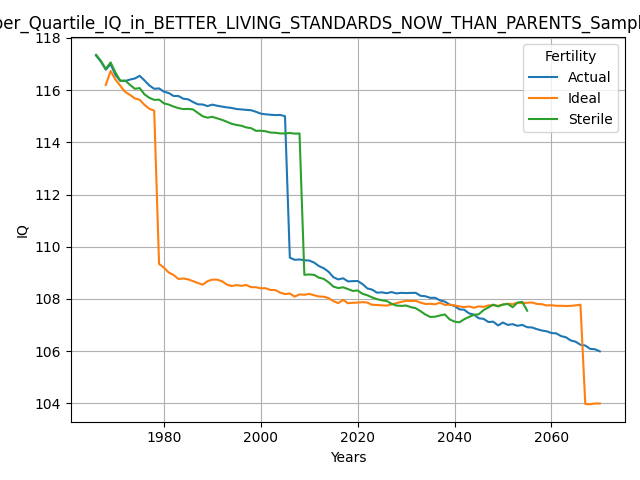 per_Quartile_IQ_in_BETTER_LIVING_STANDARDS_NOW_THAN_PARENTS_Sampl
118
116
114
112
110
108
106
104
IQ
Fertility
Actual
Ideal
Sterile
1980
2000
2020
2040
2060
Years